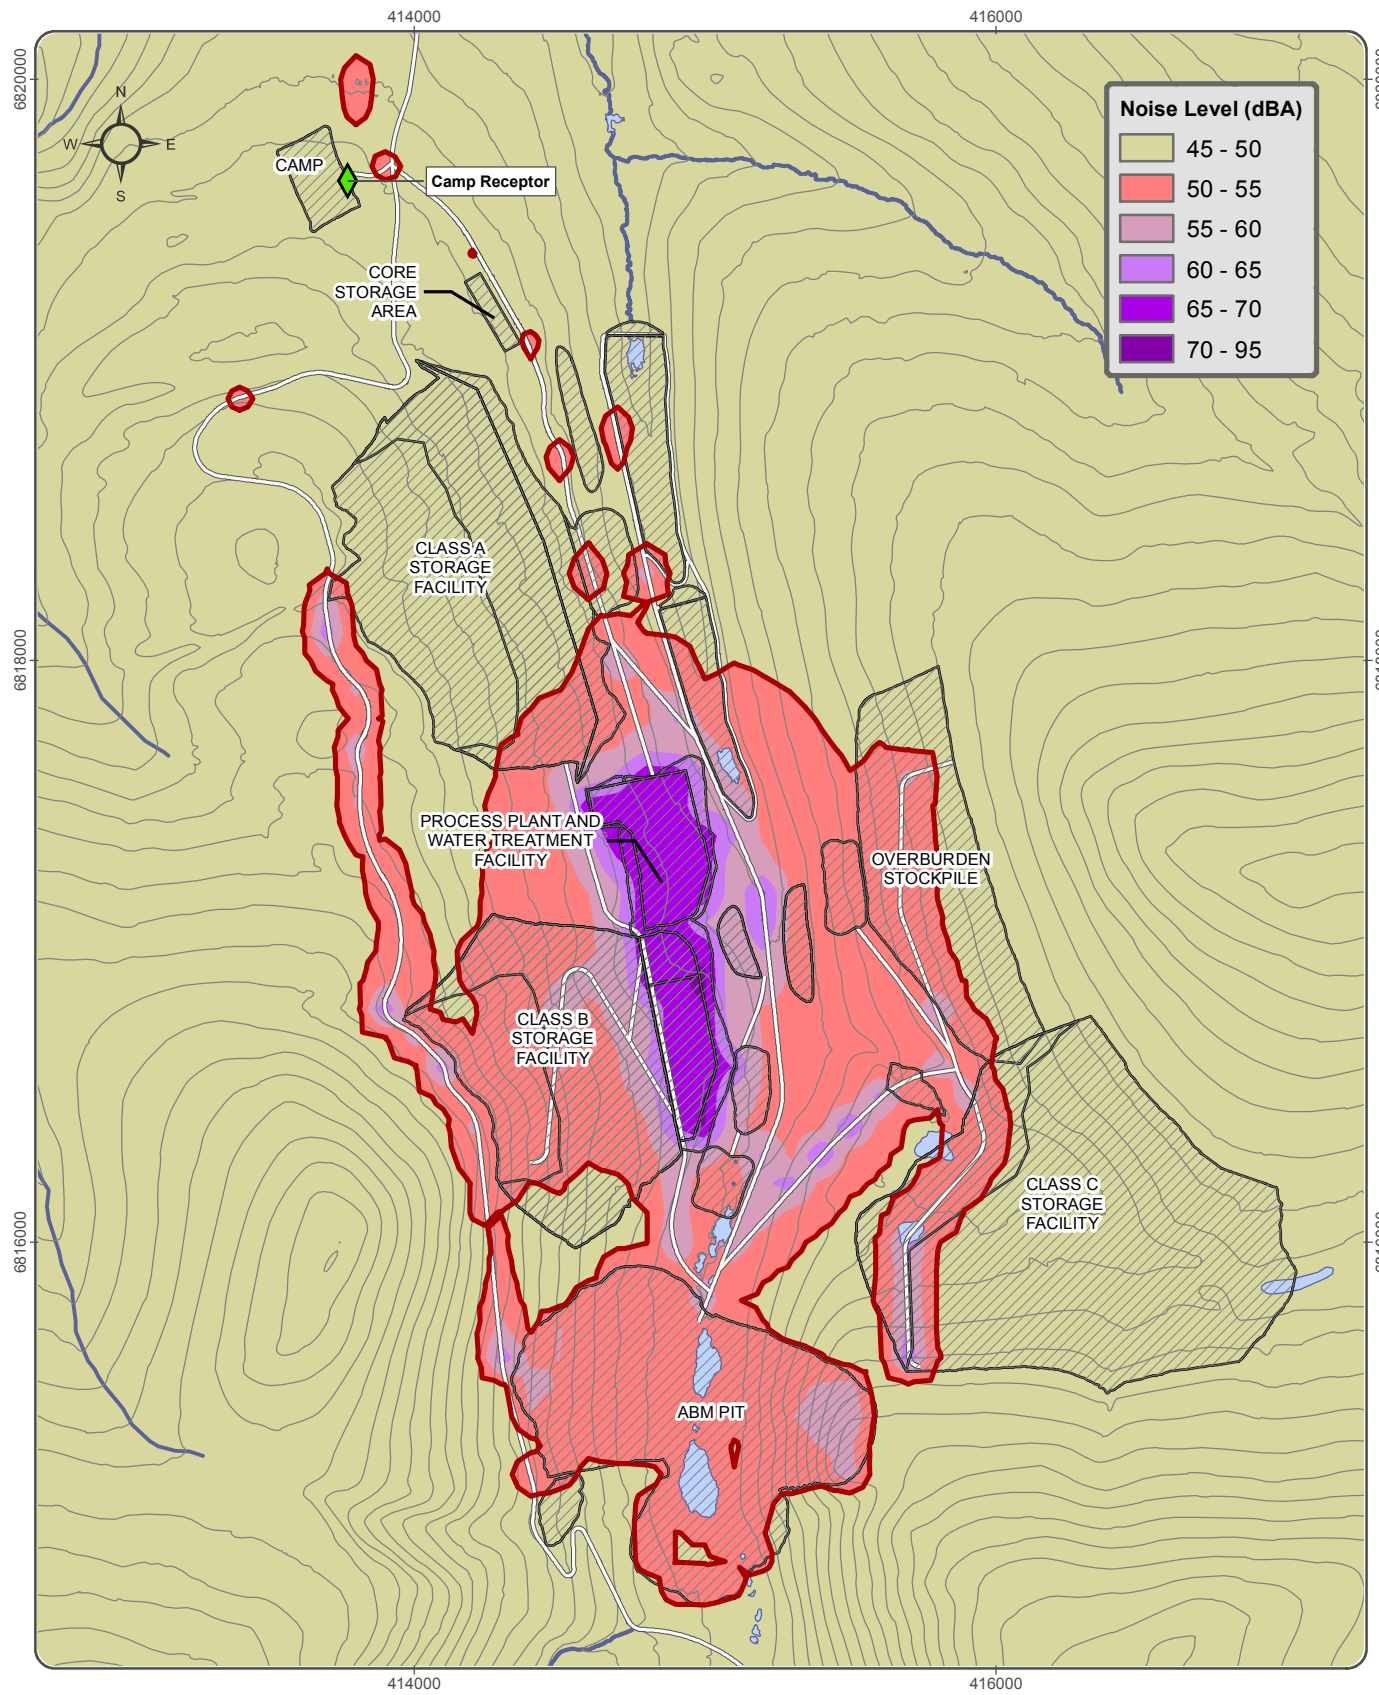 414000
416000
6820000
N
W
E
S
CAMP
Camp Receptor
Noise Level (dBA)
45 - 50
50 - 55
55 - 60
60 - 65
65 - 70
70 - 95
CORE
STORAGE
AREA
CLASS A
STORAGE
FACILITY
6818000
PROCESS PLANT AND
WATER TREATMENT
FACILITY
OVERBURDEN
STOCKPILE
CLASS B
STORAGE
FACILITY
CLASS C
STORAGE
FACILITY
6816000
ABM PIT
414000
416000